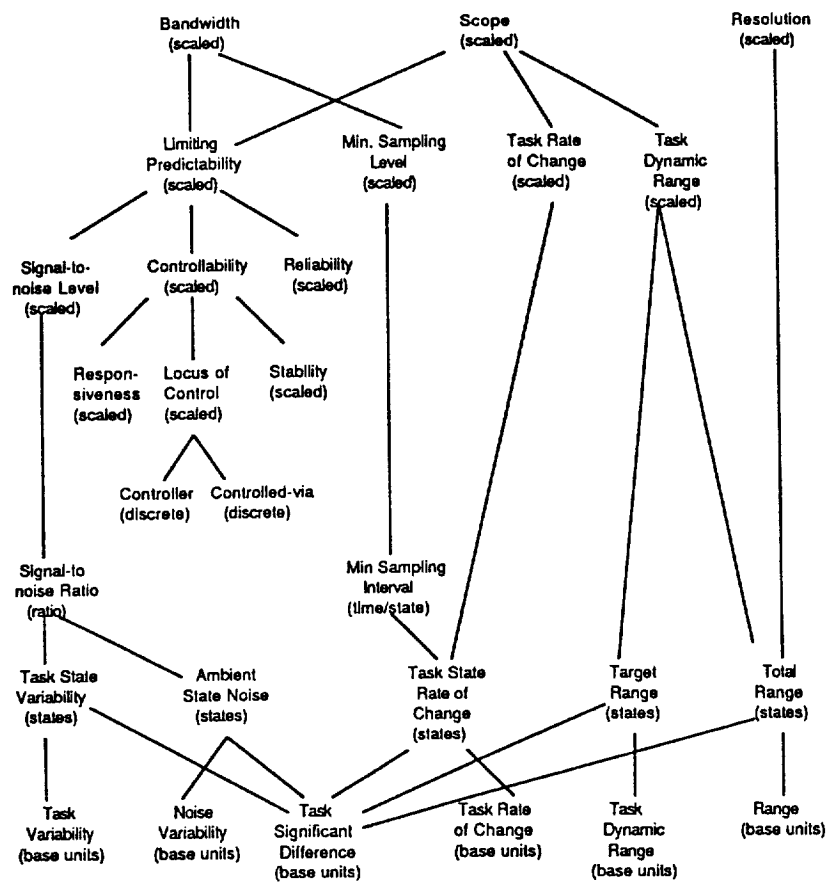 Bandwidth
(scaled)
Scope
(scaled)
Resolution
(scaled)
Limiting
Predictability
(scaled)
Min. Sampling
Level
(scaled)
Task Rate
of Change
(scaled)
Task
Dynamic
Range
(scaled)
Signal-to-
noise Level
(scaled)
Controllability
(scaled)
Reliability
(scaled)
Respon-
siveness
(scaled)
Locus of
Control
(scaled)
Stability
(scaled)
Controller
(discrete)
Controlled-via
(discrete)
Signal-to
noise Ratio
(ratio)
Min Sampling
Interval
(time/state)
Task State
Variability
(states)
Ambient
State Noise
(states)
Task State
Rate of
Change
(states)
Target
Range
(states)
Total
Range
(states)
Task
Variability
(base units)
Noise
Variability
(base units)
Task
Significant
Difference
(base units)
Task Rate
of Change
(base units)
Task
Dynamic
Range
(base units)
Range
(base units)